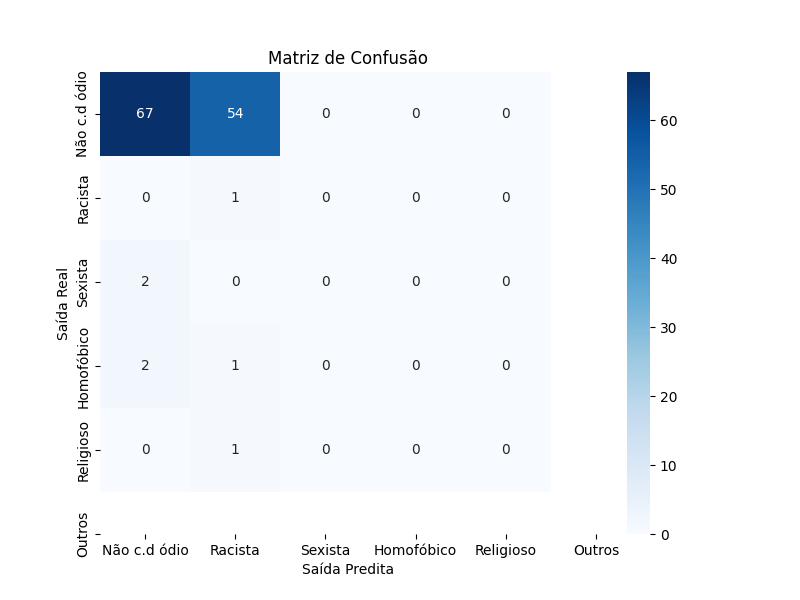 Matriz de Confusão
Saída Real
Não c.d ódio
67 54 0 0 0
Racista
0 1 0 0 0
Sexista
2 0 0 0 0
Homofóbico
2 1 0 0 0
Religioso
0 1 0 0 0
Outros
Não c.d ódio Racista Sexista Homofóbico Religioso Outros
Saída Predita
60
50
40
30
20
10
0